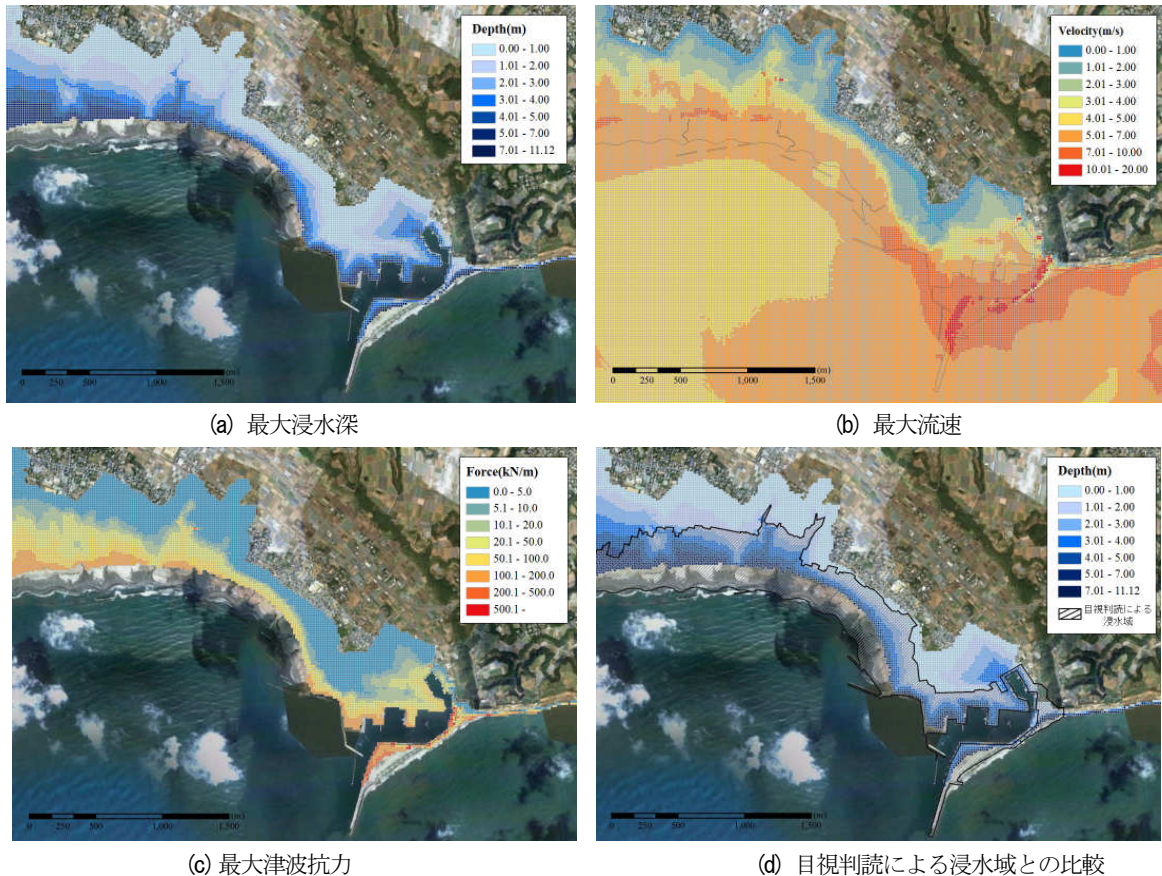 Depth(m)
0.00 - 1.00
1.01 - 2.00
2.01 - 3.00
3.01 - 4.00
4.01 - 5.00
5.01 - 7.00
7.01 - 11.12
(m)
0 250 500 1,000 1,500
(a) 最大浸水深
Velocity(m/s)
0.00 - 1.00
1.01 - 2.00
2.01 - 3.00
3.01 - 4.00
4.01 - 5.00
5.01 - 7.00
7.01 - 10.00
10.01 - 20.00
(m)
0 250 500 1,000 1,500
(b) 最大流速
Force(kN/m)
0.0 - 5.0
5.1 - 10.0
10.1 - 20.0
20.1 - 50.0
50.1 - 100.0
100.1 - 200.0
200.1 - 500.0
500.1 -
(m)
0 250 500 1,000 1,500
(c) 最大津波抗力
Depth(m)
0.00 - 1.00
1.01 - 2.00
2.01 - 3.00
3.01 - 4.00
4.01 - 5.00
5.01 - 7.00
7.01 - 11.12
目視判読による
浸水域
(m)
0 250 500 1,000 1,500
(d) 目視判読による浸水域との比較